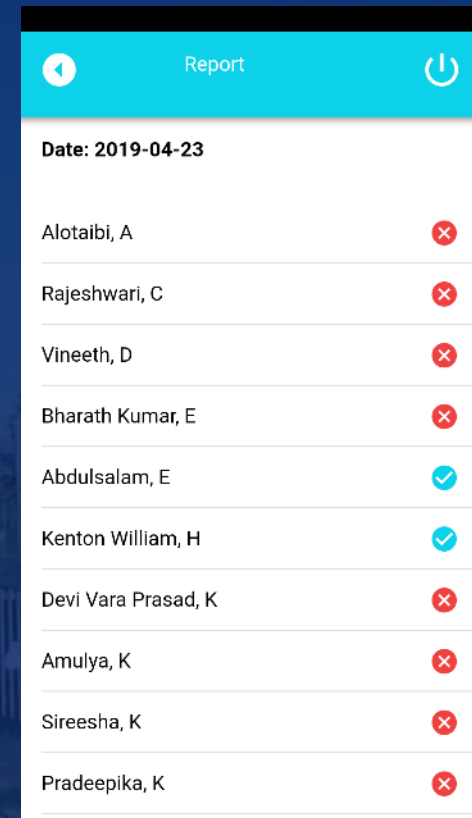 Report
Date: 2019-04-23
Alotaibi, A
Rajeshwari, C
Vineeth, D
Bharath Kumar, E
Abdulsalam, E
Kenton William, H
Devi Vara Prasad, K
Amulya, K
Sireesha, K
Pradeepika, K